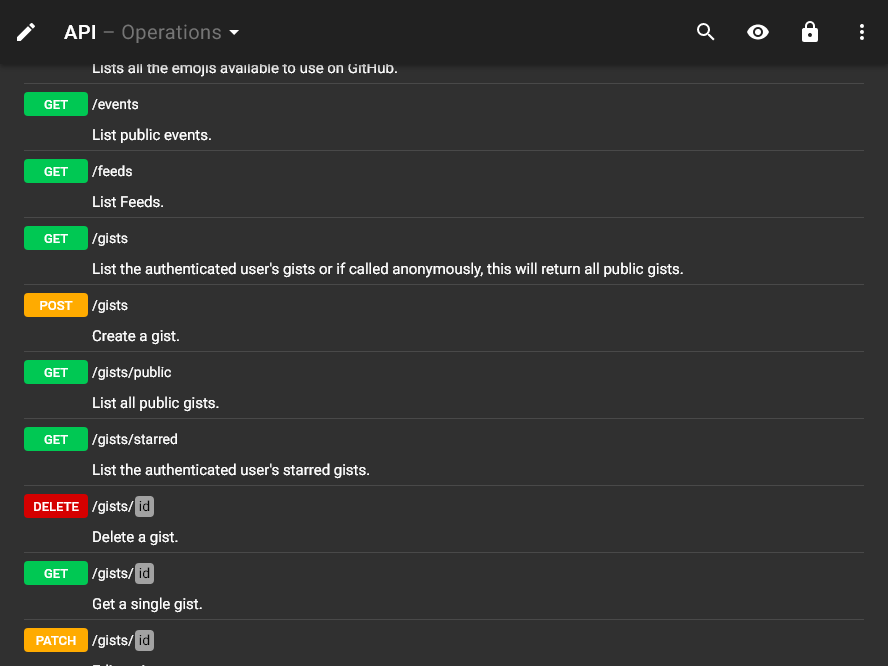 API – Operations
Lists all the emojis available to use on GitHub.
GET /events
List public events.
GET /feeds
List Feeds.
GET /gists
List the authenticated user's gists or if called anonymously, this will return all public gists.
POST /gists
Create a gist.
GET /gists/public
List all public gists.
GET /gists/starred
List the authenticated user's starred gists.
DELETE /gists/ id
Delete a gist.
GET /gists/ id
Get a single gist.
PATCH /gists/ id